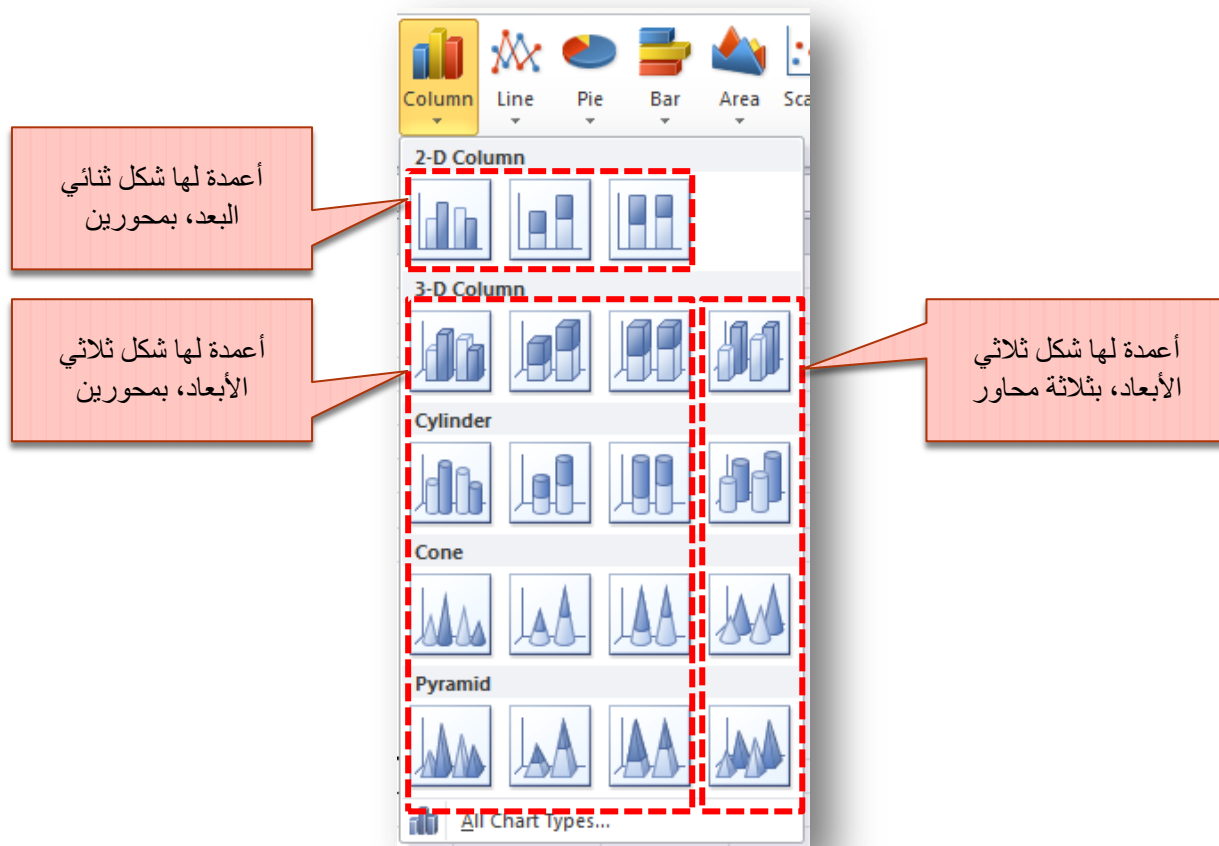 Column Line Pie Bar Area Sca
2-D Column
أعمدة لها شكل ثنائي
البعد، بمحورين
3-D Column
أعمدة لها شكل ثلاثي
الأبعاد، بمحورين
أعمدة لها شكل ثلاثي
الأبعاد، بثلاثة محاور
Cylinder
Cone
Pyramid
All Chart Types...